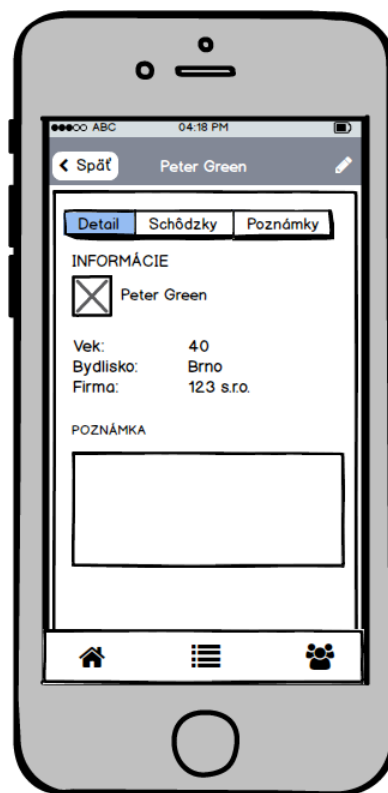 ABC 04:18 PM
Späť Peter Green
Detail Schôdzky Poznámky
INFORMÁCIE
Peter Green
Vek: 40
Bydlisko: Brno
Firma: 123 s.r.o.
POZNÁMKA